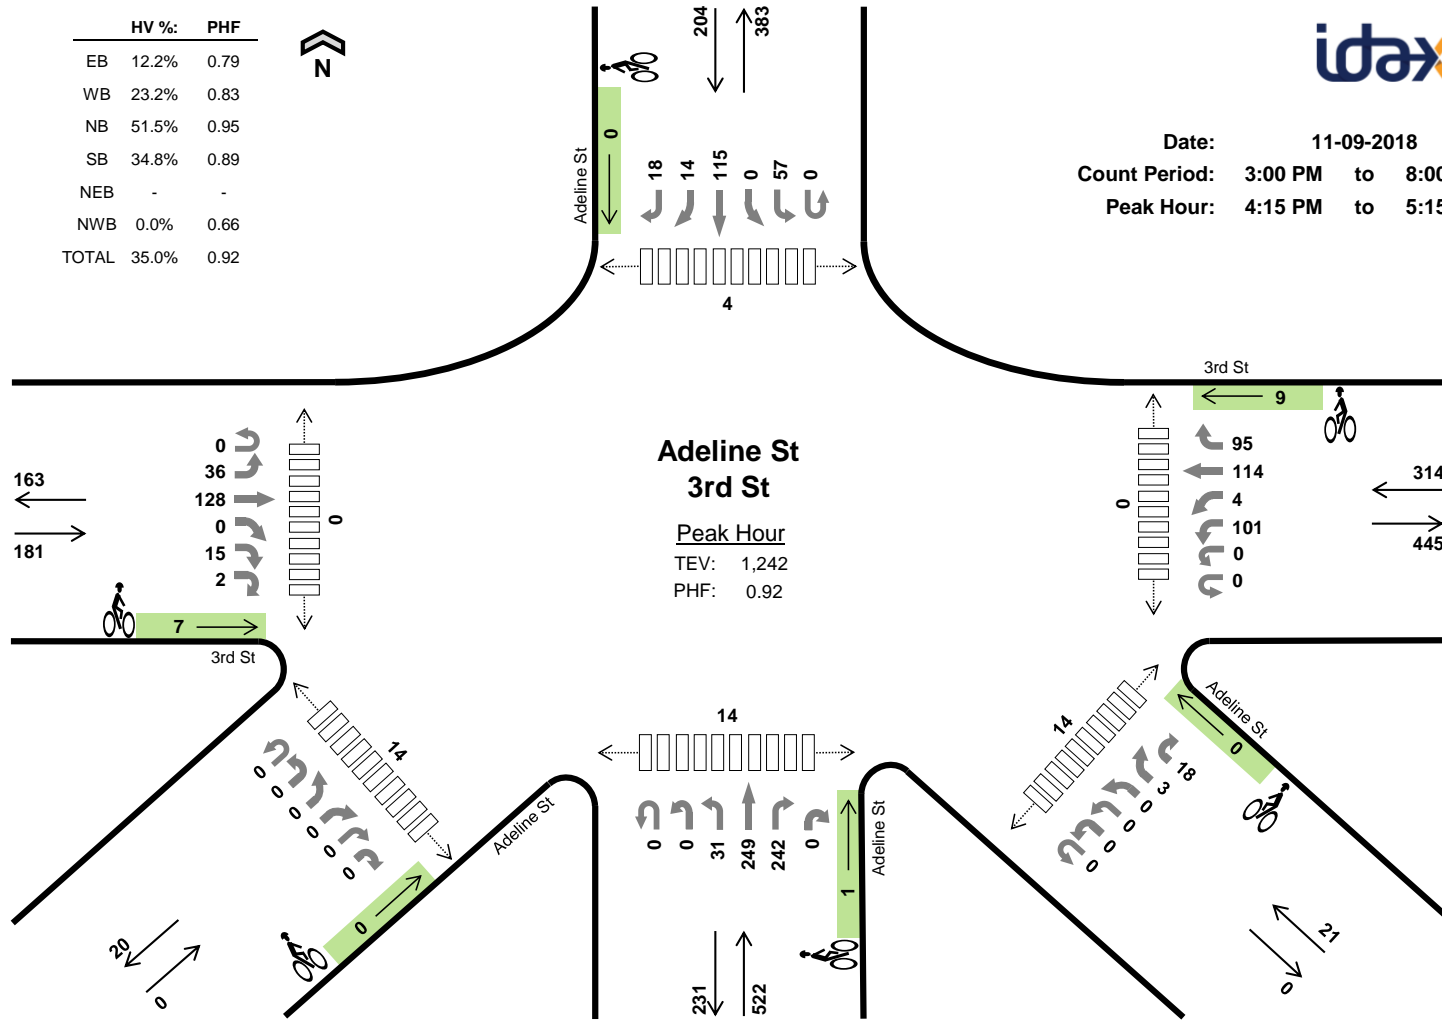 HV %: PHF
EB 12.2% 0.79
WB 23.2% 0.83
NB 51.5% 0.95
SB 34.8% 0.89
NEB - -
NWB 0.0% 0.66
TOTAL 35.0% 0.92
N
204
383
idax
Date: 11-09-2018
Count Period: 3:00 PM to 8:00
Peak Hour: 4:15 PM to 5:15
Adeline St
0
18
14
115
0
57
0
4
3rd St
9
0
36
128
0
15
2
0
163
181
7
3rd St
Adeline St
3rd St
Peak Hour
TEV: 1,242
PHF: 0.92
0
95
114
4
101
0
0
314
445
14
0
0
0
0
0
0
Adeline St
0
20
0
14
0
0
31
249
242
0
1
Adeline St
231
522
14
0
0
0
0
3
18
Adeline St
0
21
0